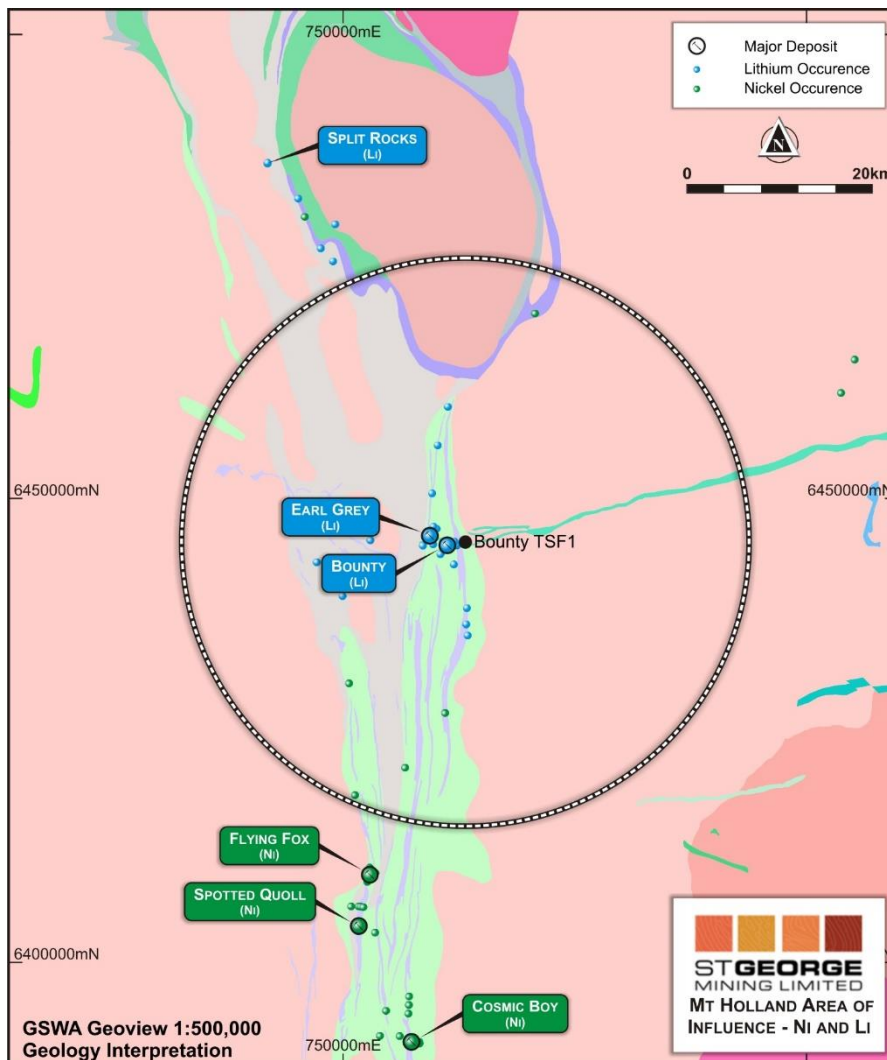 750000mE
Major Deposit
Lithium Occurence
Nickel Occurence
N
0 20km
SPLIT ROCKS
(LI)
6450000mN
6450000mN
EARL GREY
(LI)
BOUNTY
(LI)
Bounty TSF1
FLYING FOX
(NI)
SPOTTED QUOLL
(NI)
6400000mN
COSMIC BOY
(NI)
GSWA Geoview 1:500,000
Geology Interpretation
750000mE
STGEORGE
MINING LIMITED
MT HOLLAND AREA OF
INFLUENCE - NI AND LI